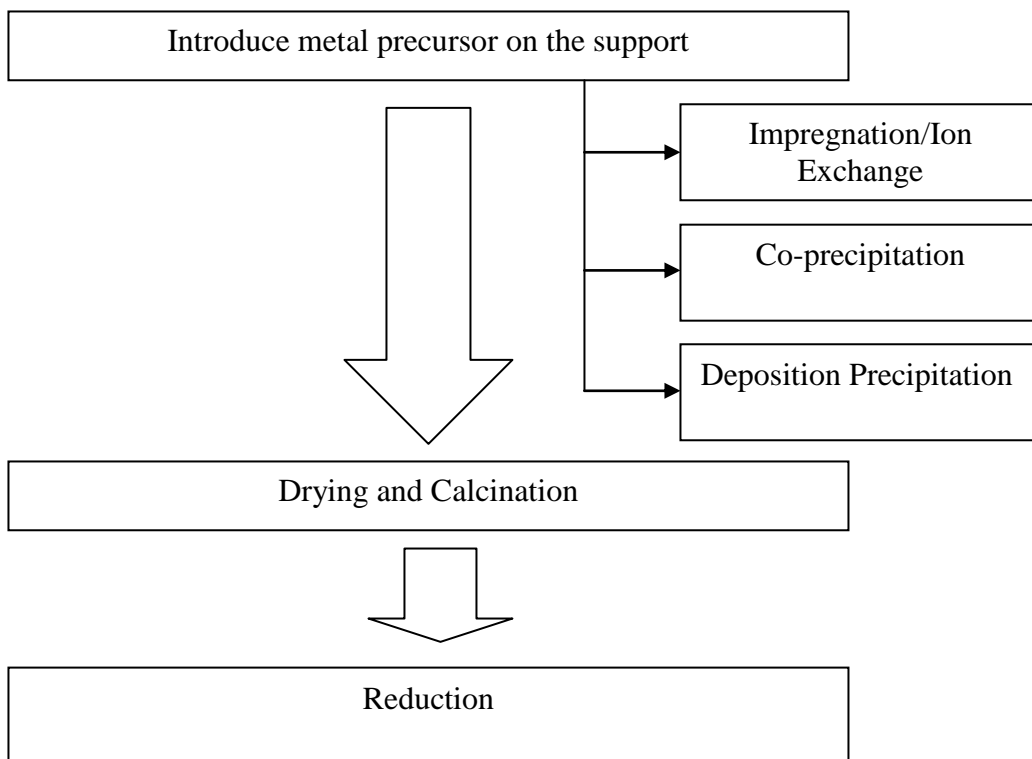 Introduce metal precursor on the support
Impregnation/Ion
Exchange
Co-precipitation
Deposition Precipitation
Drying and Calcination
Reduction